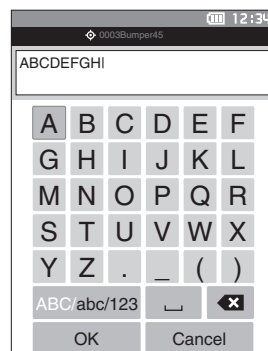 12:34
0003Bumper45
ABCDEFGHI
A B C D E F
G H I J K L
M N O P Q R
S T U V W X
Y Z . _ ( )
ABC/abc/123
OK Cancel